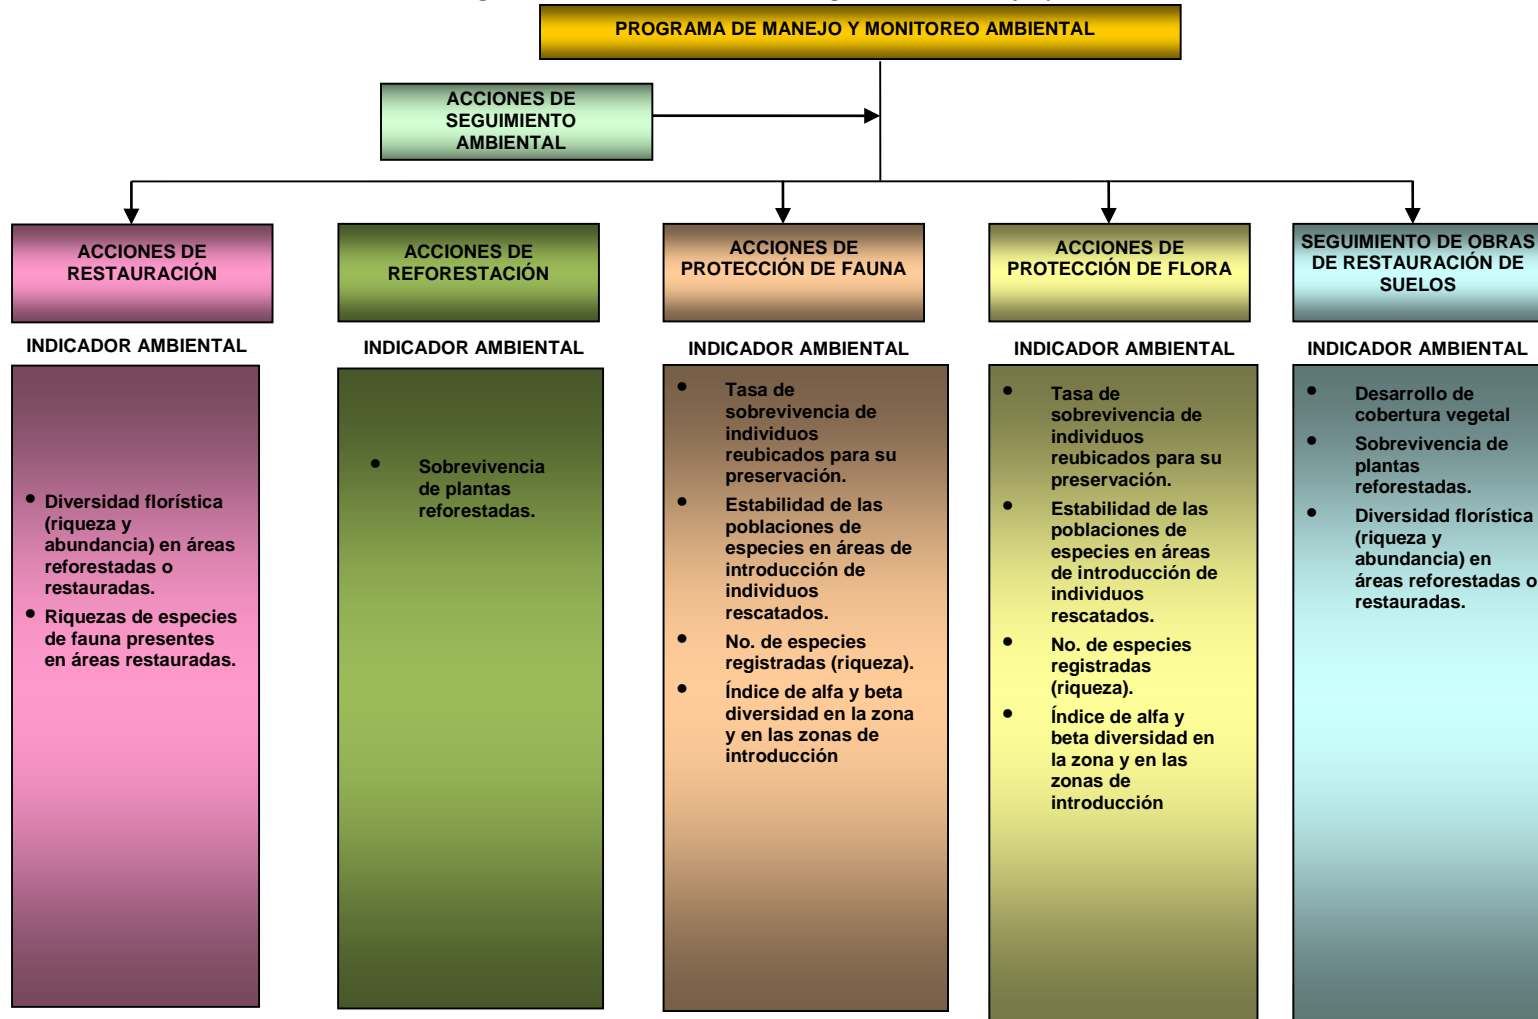 PROGRAMA DE MANEJO Y MONITOREO AMBIENTAL
ACCIONES DE
SEGUIMIENTO
AMBIENTAL
ACCIONES DE
RESTAURACIÓN
ACCIONES DE
REFORESTACIÓN
ACCIONES DE
PROTECCIÓN DE FAUNA
ACCIONES DE
PROTECCIÓN DE FLORA
SEGUIMIENTO DE OBRAS
DE RESTAURACIÓN DE
SUELOS
INDICADOR AMBIENTAL
• Diversidad florística
(riqueza y
abundancia) en áreas
reforestadas o
restauradas.
• Riquezas de especies
de fauna presentes
en áreas restauradas.
INDICADOR AMBIENTAL
• Sobrevivencia
de plantas
reforestadas.
INDICADOR AMBIENTAL
• Tasa de
sobrevivencia de
individuos
reubicados para su
preservación.
• Estabilidad de las
poblaciones de
especies en áreas de
introducción de
individuos
rescatados.
• No. de especies
registradas (riqueza).
• Índice de alfa y beta
diversidad en la zona
y en las zonas de
introducción
INDICADOR AMBIENTAL
• Tasa de
sobrevivencia de
individuos
reubicados para su
preservación.
• Estabilidad de las
poblaciones de
especies en áreas
de introducción de
individuos
rescatados.
• No. de especies
registradas
(riqueza).
• Índice de alfa y
beta diversidad en
la zona y en las
zonas de
introducción
INDICADOR AMBIENTAL
• Desarrollo de
cobertura vegetal
• Sobrevivencia de
plantas
reforestadas.
• Diversidad florística
(riqueza y
abundancia) en
áreas reforestadas o
restauradas.